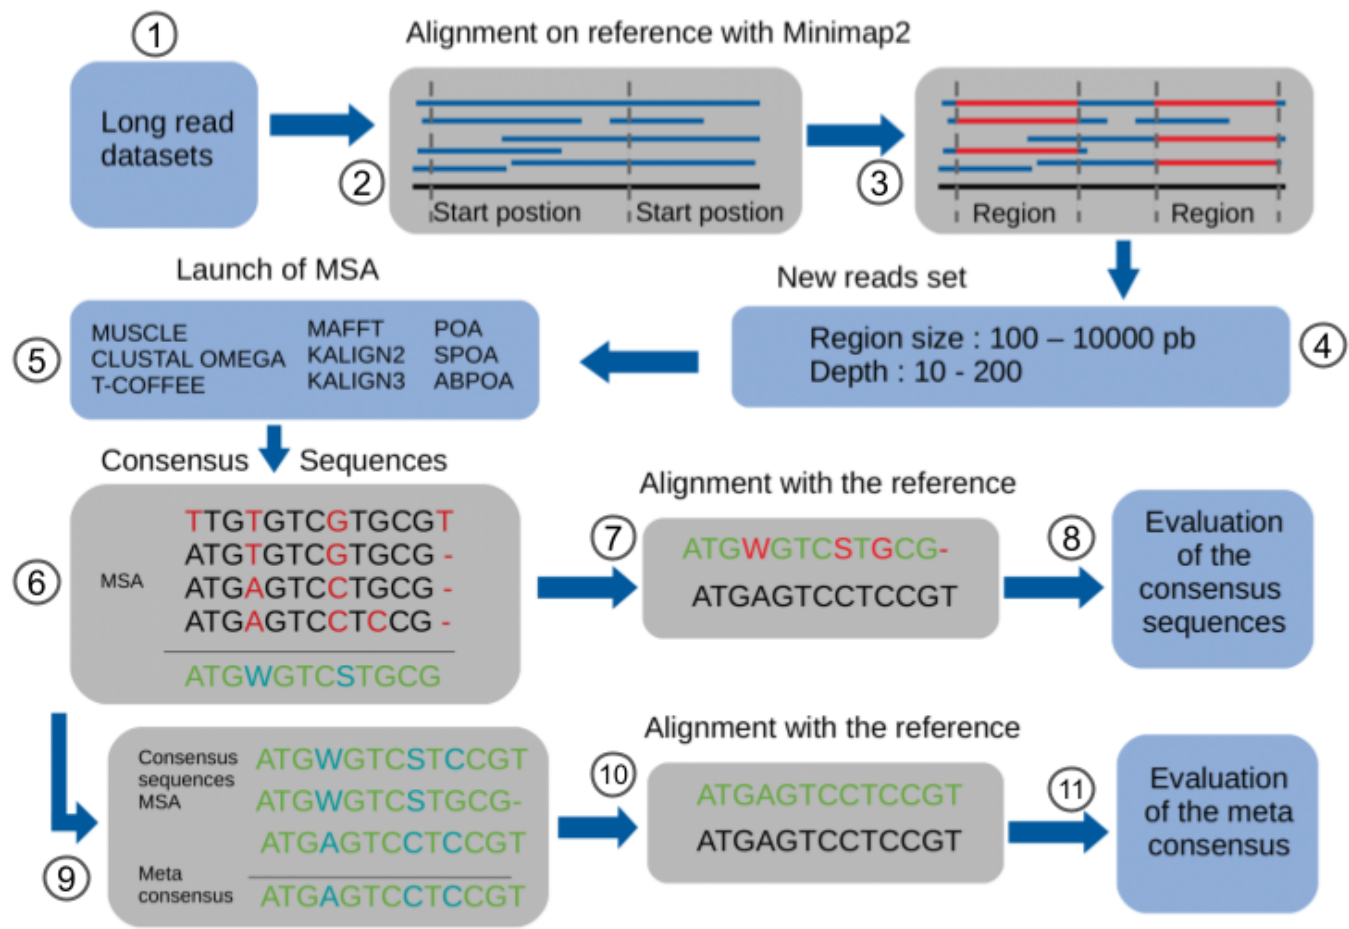 1
Alignment on reference with Minimap2
Long read
datasets
2
Start postion
Start postion
3
Region
Region
Launch of MSA
New reads set
5
MUSCLE
CLUSTAL OMEGA
T-COFFEE
MAFFT
KALIGN2
KALIGN3
POA
SPOA
ABPOA
Region size : 100 – 10000 pb
Depth : 10 - 200
4
Consensus Sequences
6
MSA
TTGTGTCGTGCGT
ATGTGTCGTGCG -
ATGAGTCCTGCG -
ATGAGTCCTCCG -
ATGWGTCSTGCG
Alignment with the reference
7
ATGWGTCSTGCG-
ATGAGTCCTCCGT
8
Evaluation
of the
consensus
sequences
9
Consensus
sequences
MSA
ATGWGTCSTCCGT
ATGWGTCSTGCG-
ATGAGTCCTCCGT
Meta
consensus
ATGAGTCCTCCGT
Alignment with the reference
10
ATGAGTCCTCCGT
ATGAGTCCTCCGT
11
Evaluation
of the meta
consensus